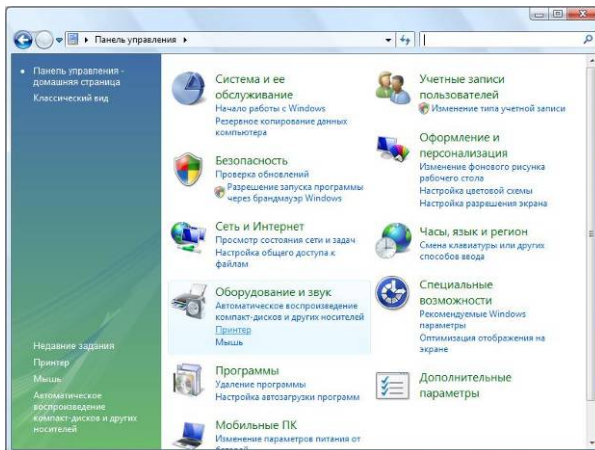 Панель управления
Панель управления -
домашняя страница
Классический вид
Система и ее
обслуживание
Начало работы с Windows
Резервное копирование данных
компьютера
Безопасность
Проверка обновлений
Разрешение запуска программы
через брандмауэр Windows
Сеть и Интернет
Просмотр состояния сети и задач
Настройка общего доступа к
файлам
Оборудование и звук
Автоматическое воспроизведение
компакт-дисков и других носителей
Принтер
Мышь
Программы
Удаление программы
Настройка автозагрузки программ
Мобильные ПК
Изменение параметров питания от
Учетные записи
пользователей
Изменение типа учетной записи
Оформление и
персонализация
Изменение фонового рисунка
рабочего стола
Настройка цветовой схемы
Настройка разрешения экрана
Часы, язык и регион
Смена клавиатуры или других
способов ввода
Специальные
возможности
Рекомендуемые Windows
параметры
Оптимизация отображения на
экране
Дополнительные
параметры
Недавние задания
Принтер
Мышь
Автоматическое
воспроизведение
компакт-дисков и других
носителей